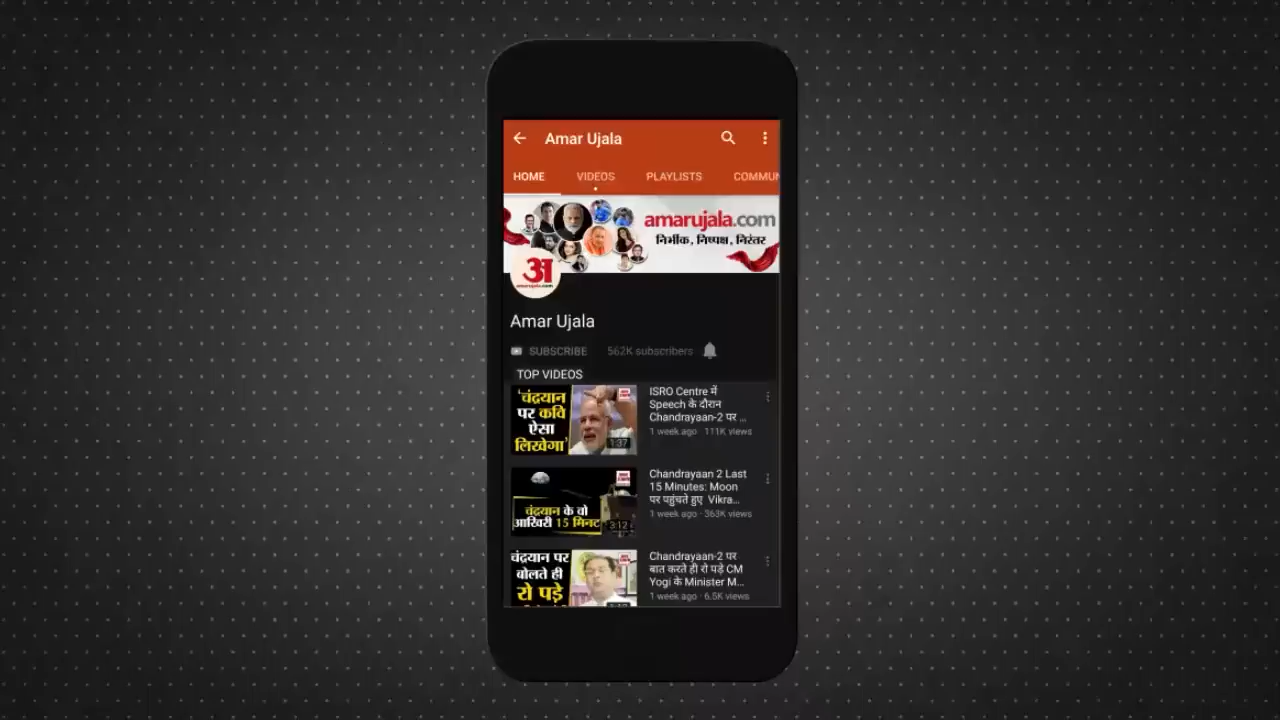 Amar Ujala
HOME VIDEOS PLAYLISTS COMMUN
amarujala.com
निर्भीक, निष्पक्ष, निरंतर
अ
amarujala.com
Amar Ujala
SUBSCRIBE 562K subscribers
TOP VIDEOS
'चंद्रयान
पर कवि
ऐसा
लिखेगा'
1:37
ISRO Centre में
Speech के दौरान
Chandrayaan-2 पर ...
1 week ago · 111K views
चंद्रयान के वो
आखिरी 15 मिनट
3:12
Chandrayaan 2 Last
15 Minutes: Moon
पर पहुंचते हुए Vikra...
1 week ago · 363K views
चंद्रयान पर
बोलते ही
रो पड़े
Chandrayaan-2 पर
बात करते ही रो पड़े CM
Yogi के Minister M...
1 week ago · 6.5K views